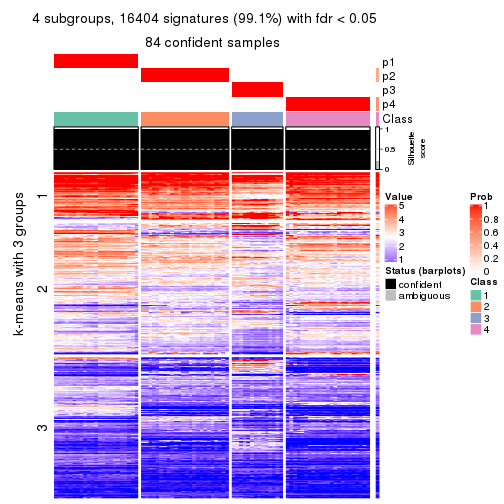 4 subgroups, 16404 signatures (99.1%) with fdr < 0.05
84 confident samples
p1
p2
p3
p4
Class
1
0.5
0
Silhouette
score
k-means with 3 groups
1
2
3
Value
5
4
3
2
1
Status (barplots)
confident
ambiguous
Prob
1
0.8
0.6
0.4
0.2
0
Class
1
2
3
4